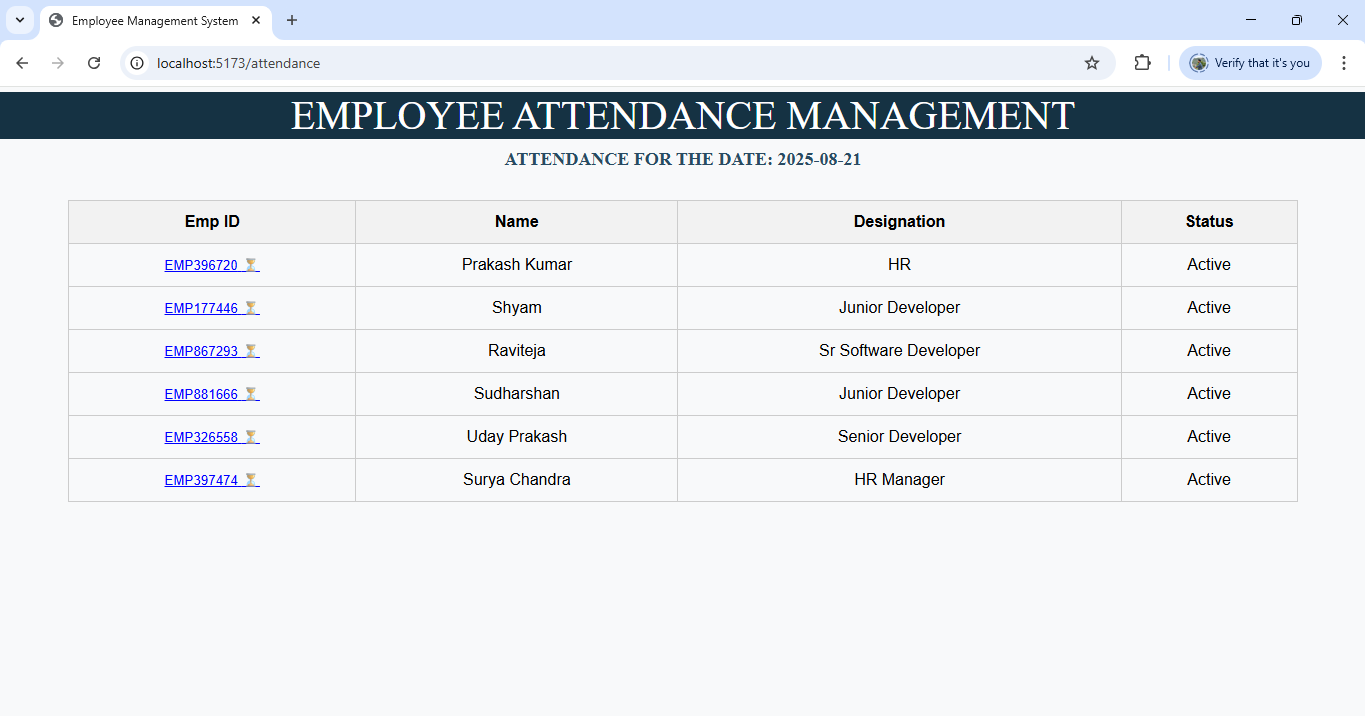 Employee Management System
localhost:5173/attendance
Verify that it's you
EMPLOYEE ATTENDANCE MANAGEMENT
ATTENDANCE FOR THE DATE: 2025-08-21
Emp ID Name Designation Status
EMP396720 ⏳ Prakash Kumar HR Active
EMP177446 ⏳ Shyam Junior Developer Active
EMP867293 ⏳ Raviteja Sr Software Developer Active
EMP881666 ⏳ Sudharshan Junior Developer Active
EMP326558 ⏳ Uday Prakash Senior Developer Active
EMP397474 ⏳ Surya Chandra HR Manager Active